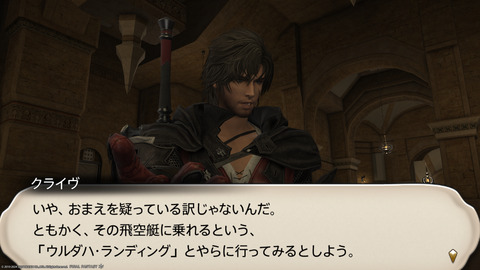 クライヴ
いや、おまえを疑っている訳じゃないんだ。
ともかく、その飛空艇に乗れるという、
「ウルダハ・ランディング」とやらに行ってみるとしよう。
FINAL FANTASY